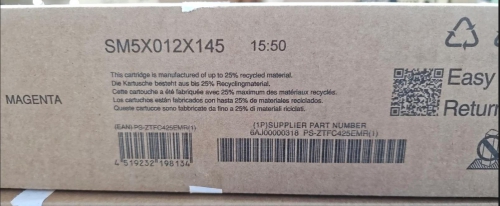 SM5X012X145 15:50
MAGENTA
This cartridge is manufactured of up to 25% recycled material.
Die Kartusche besteht aus bis 25% Recyclingmaterial.
Cette cartouche a été fabriquée avec 25% maximum des matériaux recyclés.
Los cartuchos están fabricados con hasta 25% de materiales reciclados.
Queste cartucce sono fabbricate da fino a 25% di materiali riciclati.
Easy
Return
(EAN) PS-ZTFC425EMR(1)
4 519232 198134
(1P)SUPPLIER PART NUMBER
6AJ00000318 PS-ZTFC425EMR(1)